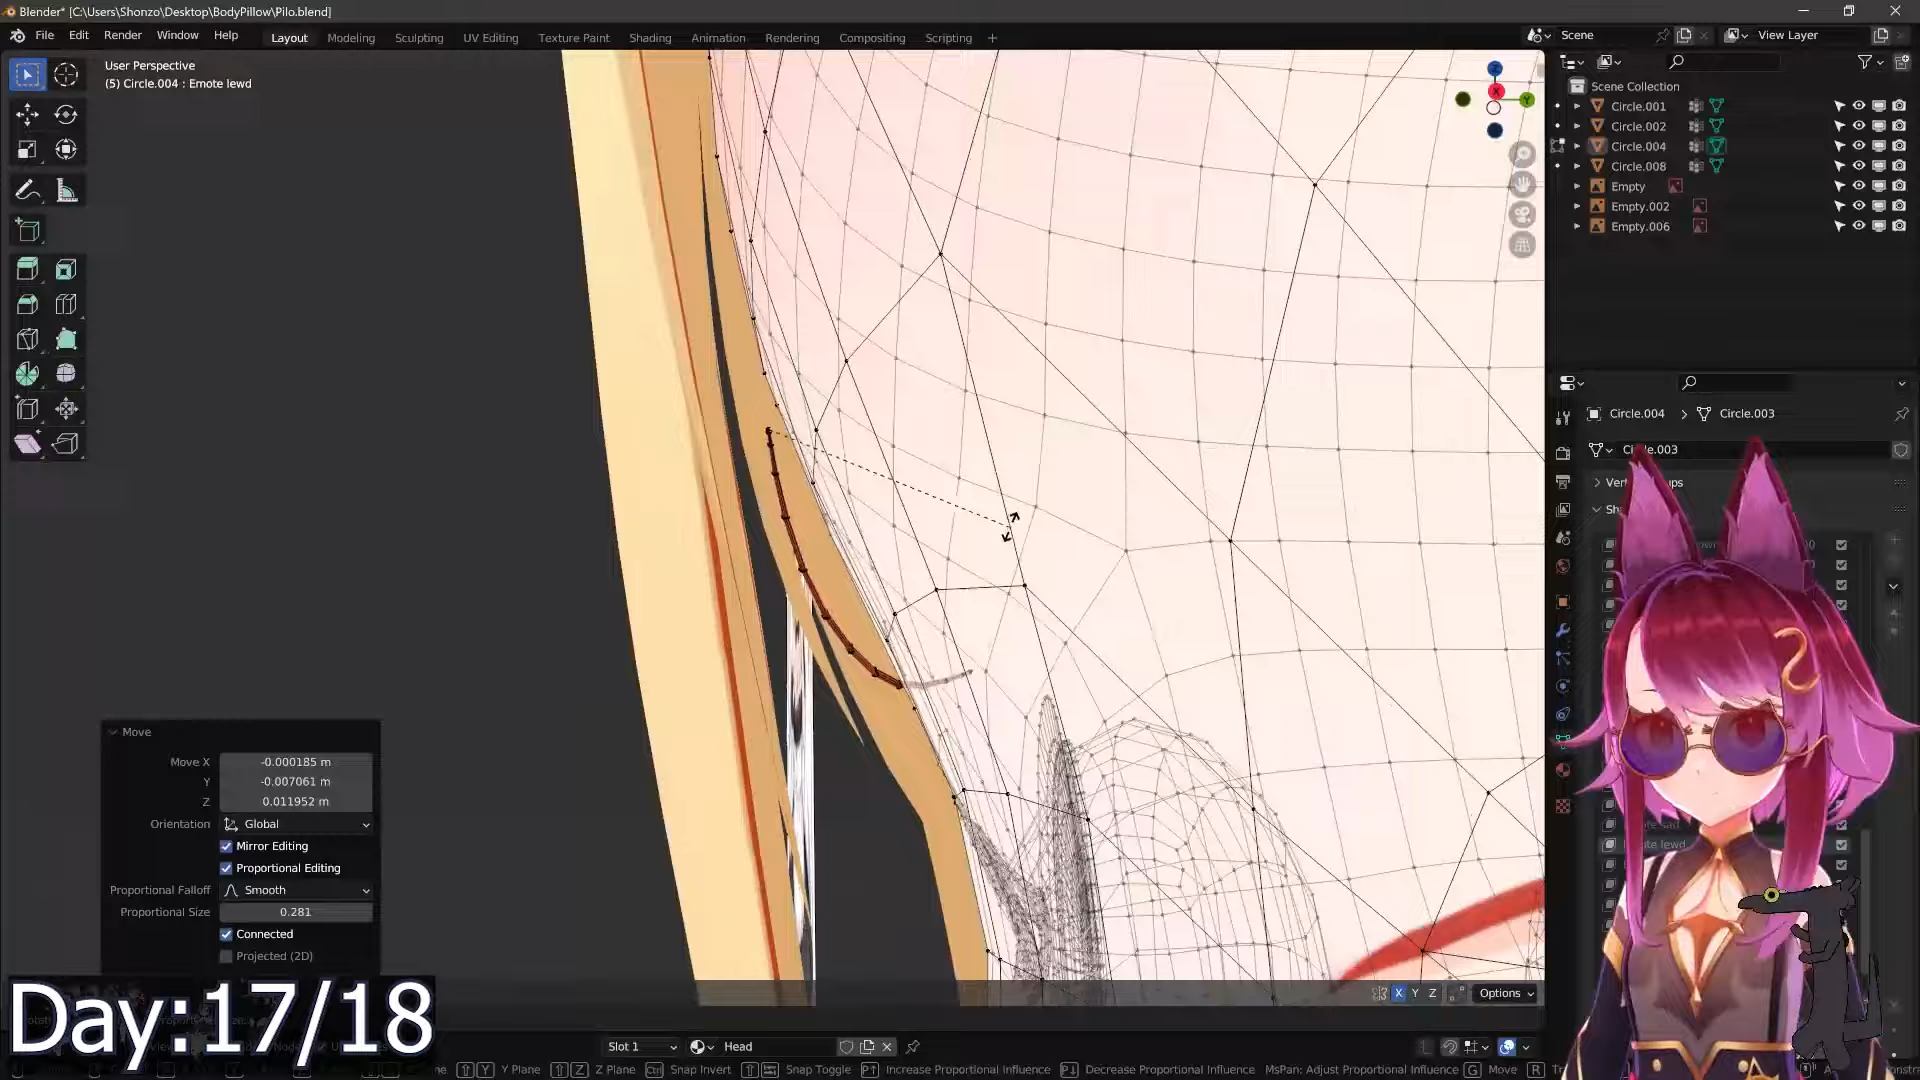 Blender* [C:\Users\Shonzo\Desktop\BodyPillow\Pilo.blend]
File Edit Render Window Help
Layout Modeling Sculpting UV Editing Texture Paint Shading Animation Rendering Compositing Scripting +
Scene
View Layer
User Perspective
(5) Circle.004 : Emote lewd
Z
X
Y
Scene Collection
Circle.001
Circle.002
Circle.004
Circle.008
Empty
Empty.002
Empty.006
Circle.004 > Circle.003
Circle.003
Move
Move X -0.000185 m
Y -0.007061 m
Z 0.011952 m
Orientation Global
Mirror Editing
Proportional Editing
Proportional Falloff Smooth
Proportional Size 0.281
Connected
Projected (2D)
X Y Z
Options
Day:17/18
Slot 1
Head
Y Y Plane Z Z Plane Ctrl Snap Invert Snap Toggle Increase Proportional Influence Decrease Proportional Influence MsPan: Adjust Proportional Influence G Move R